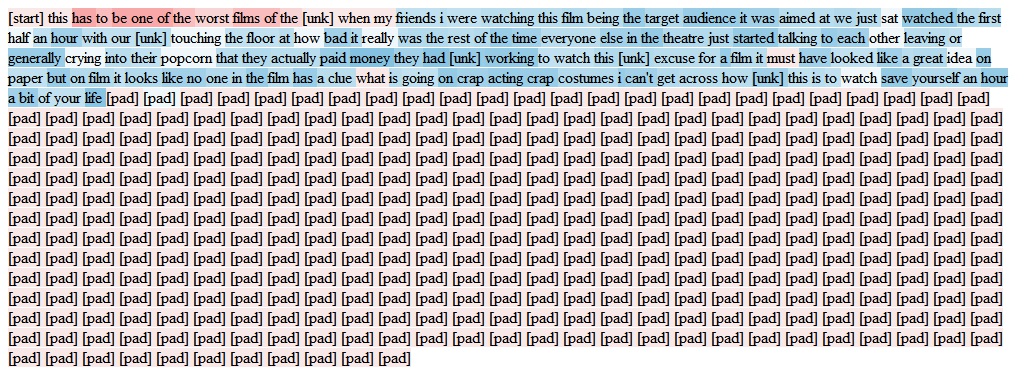 [start] this has to be one of the worst films of the [unk] when my friends i were watching this film being the target audience it was aimed at we just sat watched the first
half an hour with our [unk] touching the floor at how bad it really was the rest of the time everyone else in the theatre just started talking to each other leaving or
generally crying into their popcorn that they actually paid money they had [unk] working to watch this [unk] excuse for a film it must have looked like a great idea on
paper but on film it looks like no one in the film has a clue what is going on crap acting crap costumes i can't get across how [unk] this is to watch save yourself an hour
a bit of your life [pad] [pad] [pad] [pad] [pad] [pad] [pad] [pad] [pad] [pad] [pad] [pad] [pad] [pad] [pad] [pad] [pad] [pad] [pad] [pad] [pad] [pad] [pad] [pad]
[pad] [pad] [pad] [pad] [pad] [pad] [pad] [pad] [pad] [pad] [pad] [pad] [pad] [pad] [pad] [pad] [pad] [pad] [pad] [pad] [pad] [pad] [pad] [pad] [pad] [pad] [pad]
[pad] [pad] [pad] [pad] [pad] [pad] [pad] [pad] [pad] [pad] [pad] [pad] [pad] [pad] [pad] [pad] [pad] [pad] [pad] [pad] [pad] [pad] [pad] [pad] [pad] [pad] [pad]
[pad] [pad] [pad] [pad] [pad] [pad] [pad] [pad] [pad] [pad] [pad] [pad] [pad] [pad] [pad] [pad] [pad] [pad] [pad] [pad] [pad] [pad] [pad] [pad] [pad] [pad] [pad]
[pad] [pad] [pad] [pad] [pad] [pad] [pad] [pad] [pad] [pad] [pad] [pad] [pad] [pad] [pad] [pad] [pad] [pad] [pad] [pad] [pad] [pad] [pad] [pad] [pad] [pad] [pad]
[pad] [pad] [pad] [pad] [pad] [pad] [pad] [pad] [pad] [pad] [pad] [pad] [pad] [pad] [pad] [pad] [pad] [pad] [pad] [pad] [pad] [pad] [pad] [pad] [pad] [pad] [pad]
[pad] [pad] [pad] [pad] [pad] [pad] [pad] [pad] [pad] [pad] [pad] [pad] [pad] [pad] [pad] [pad] [pad] [pad] [pad] [pad] [pad] [pad] [pad] [pad] [pad] [pad] [pad]
[pad] [pad] [pad] [pad] [pad] [pad] [pad] [pad] [pad] [pad] [pad] [pad] [pad] [pad] [pad] [pad] [pad] [pad] [pad] [pad] [pad] [pad] [pad] [pad] [pad] [pad] [pad]
[pad] [pad] [pad] [pad] [pad] [pad] [pad] [pad] [pad] [pad] [pad] [pad] [pad] [pad] [pad] [pad] [pad] [pad] [pad] [pad] [pad] [pad] [pad] [pad] [pad] [pad] [pad]
[pad] [pad] [pad] [pad] [pad] [pad] [pad] [pad] [pad] [pad] [pad] [pad] [pad] [pad] [pad] [pad] [pad] [pad] [pad] [pad] [pad] [pad] [pad] [pad] [pad] [pad] [pad]
[pad] [pad] [pad] [pad] [pad] [pad] [pad] [pad] [pad] [pad] [pad] [pad] [pad] [pad] [pad] [pad] [pad] [pad] [pad] [pad] [pad] [pad] [pad] [pad] [pad] [pad] [pad]
[pad] [pad] [pad] [pad] [pad] [pad] [pad] [pad] [pad] [pad] [pad] [pad] [pad] [pad] [pad] [pad] [pad] [pad] [pad] [pad] [pad] [pad] [pad] [pad] [pad] [pad] [pad]
[pad] [pad] [pad] [pad] [pad] [pad] [pad] [pad] [pad] [pad] [pad] [pad] [pad] [pad] [pad] [pad] [pad] [pad] [pad] [pad] [pad] [pad] [pad] [pad] [pad] [pad] [pad]
[pad] [pad] [pad] [pad] [pad] [pad] [pad] [pad] [pad] [pad] [pad]